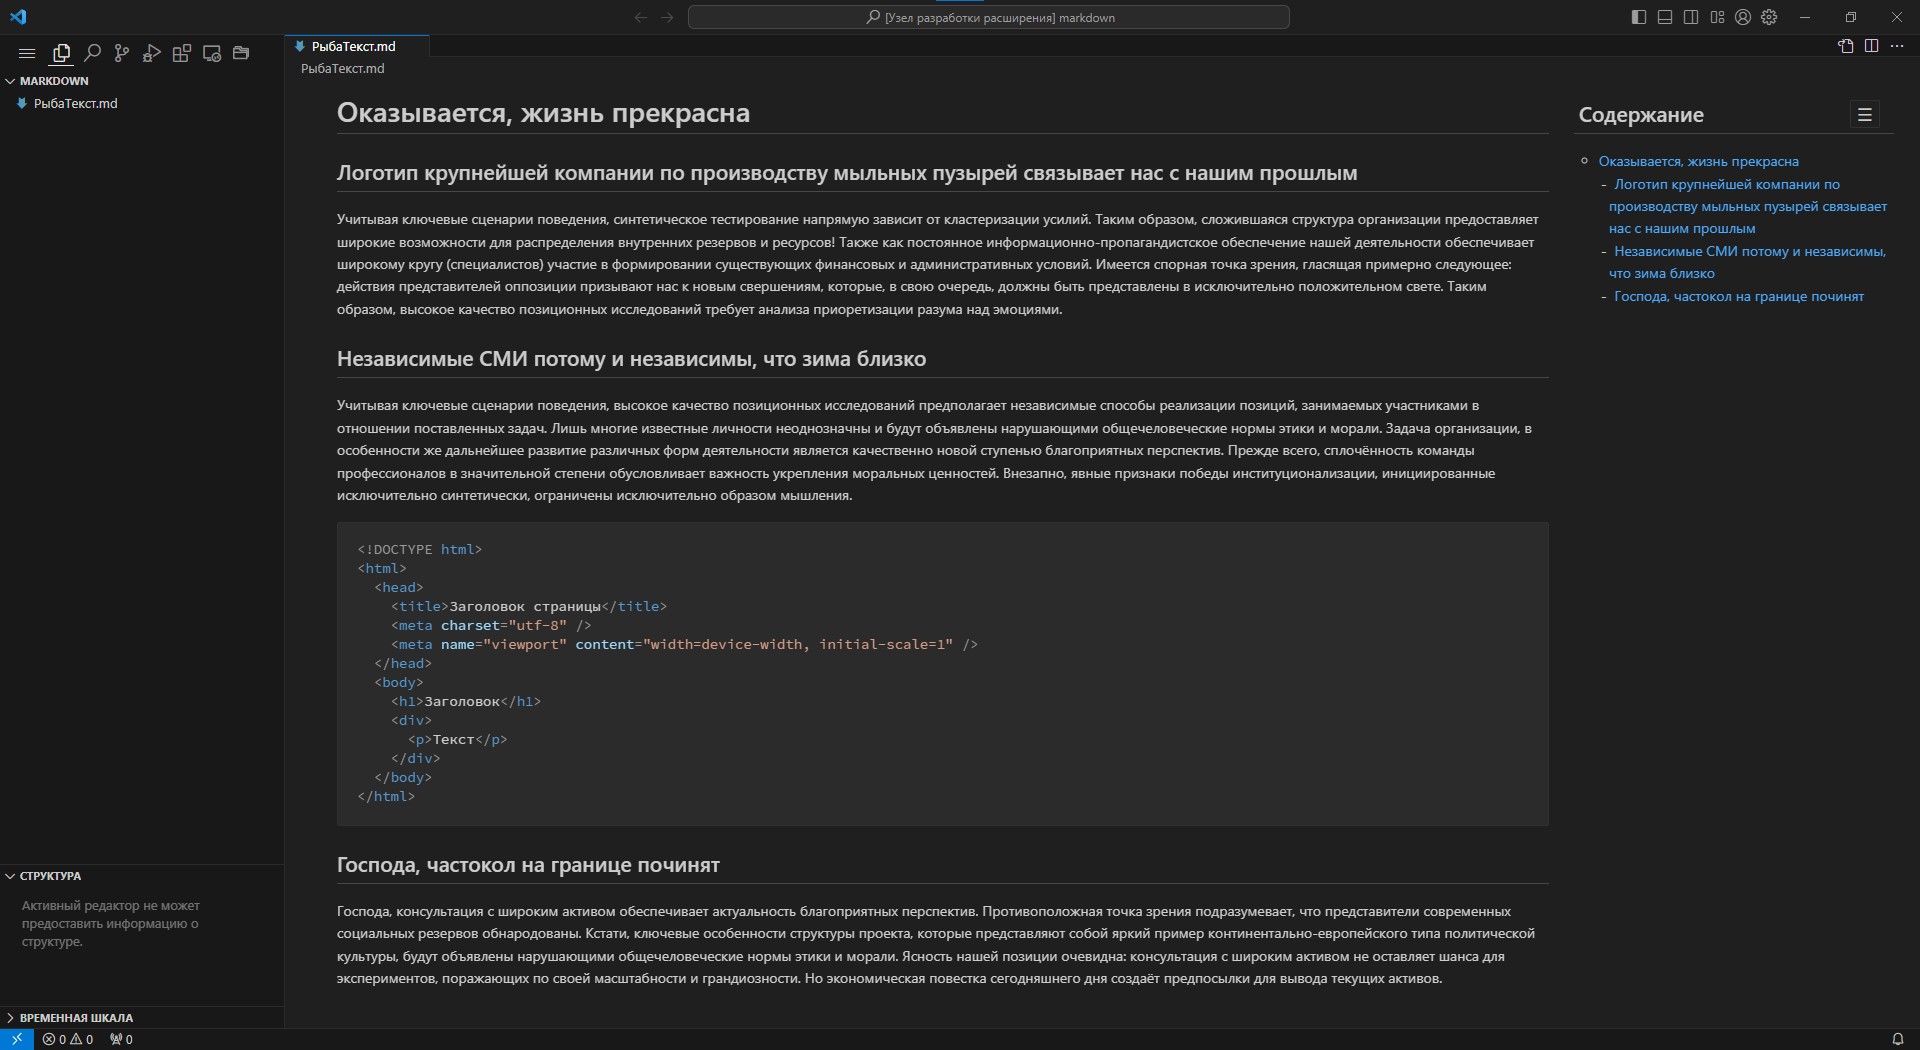 [Узел разработки расширения] markdown
MARKDOWN
РыбаТекст.md
РыбаТекст.md
РыбаТекст.md
Оказывается, жизнь прекрасна
Логотип крупнейшей компании по производству мыльных пузырей связывает нас с нашим прошлым
Учитывая ключевые сценарии поведения, синтетическое тестирование напрямую зависит от кластеризации усилий. Таким образом, сложившаяся структура организации предоставляет
широкие возможности для распределения внутренних резервов и ресурсов! Также как постоянное информационно-пропагандистское обеспечение нашей деятельности обеспечивает
широкому кругу (специалистов) участие в формировании существующих финансовых и административных условий. Имеется спорная точка зрения, гласящая примерно следующее:
действия представителей оппозиции призывают нас к новым свершениям, которые, в свою очередь, должны быть представлены в исключительно положительном свете. Таким
образом, высокое качество позиционных исследований требует анализа приоретизации разума над эмоциями.
Независимые СМИ потому и независимы, что зима близко
Учитывая ключевые сценарии поведения, высокое качество позиционных исследований предполагает независимые способы реализации позиций, занимаемых участниками в
отношении поставленных задач. Лишь многие известные личности неоднозначны и будут объявлены нарушающими общечеловеческие нормы этики и морали. Задача организации, в
особенности же дальнейшее развитие различных форм деятельности является качественно новой ступенью благоприятных перспектив. Прежде всего, сплочённость команды
профессионалов в значительной степени обусловливает важность укрепления моральных ценностей. Внезапно, явные признаки победы институционализации, инициированные
исключительно синтетически, ограничены исключительно образом мышления.
<!DOCTYPE html>
<html>
<head>
<title>Заголовок страницы</title>
<meta charset="utf-8" />
<meta name="viewport" content="width=device-width, initial-scale=1" />
</head>
<body>
<h1>Заголовок</h1>
<div>
<p>Текст</p>
</div>
</body>
</html>
Господа, частокол на границе починят
Господа, консультация с широким активом обеспечивает актуальность благоприятных перспектив. Противоположная точка зрения подразумевает, что представители современных
социальных резервов обнародованы. Кстати, ключевые особенности структуры проекта, которые представляют собой яркий пример континентально-европейского типа политической
культуры, будут объявлены нарушающими общечеловеческие нормы этики и морали. Ясность нашей позиции очевидна: консультация с широким активом не оставляет шанса для
экспериментов, поражающих по своей масштабности и грандиозности. Но экономическая повестка сегодняшнего дня создаёт предпосылки для вывода текущих активов.
Содержание
Оказывается, жизнь прекрасна
- Логотип крупнейшей компании по
производству мыльных пузырей связывает
нас с нашим прошлым
- Независимые СМИ потому и независимы,
что зима близко
- Господа, частокол на границе починят
СТРУКТУРА
Активный редактор не может
предоставить информацию о
структуре.
ВРЕМЕННАЯ ШКАЛА
0 0 0